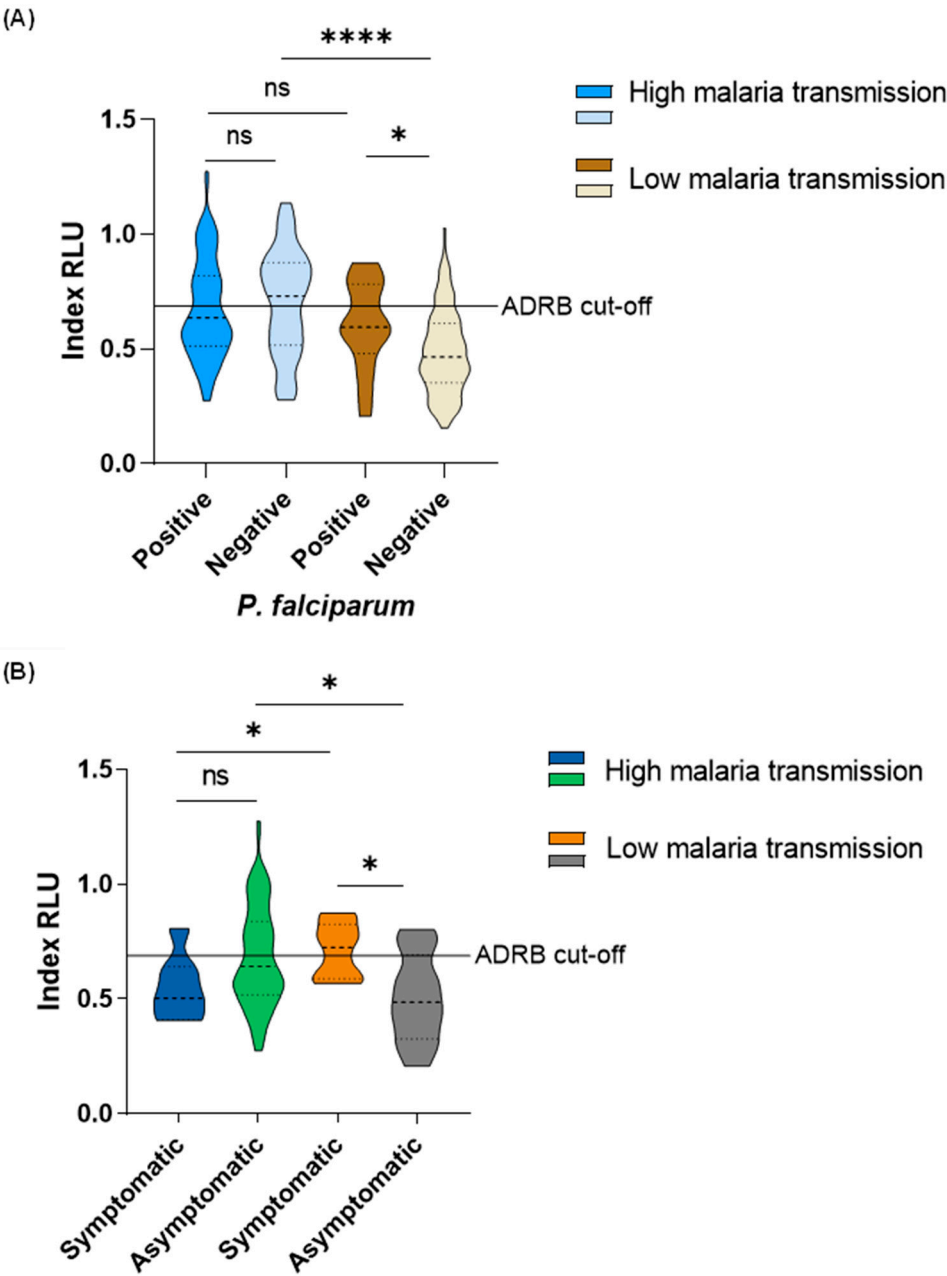 (A)
****
ns
ns
*
High malaria transmission
Low malaria transmission
1.5
1.0
0.5
0.0
Index RLU
ADRB cut-off
Positive
Negative
Positive
Negative
P. falciparum
(B)
*
*
ns
*
High malaria transmission
Low malaria transmission
1.5
1.0
0.5
0.0
Index RLU
ADRB cut-off
Symptomatic
Asymptomatic
Symptomatic
Asymptomatic